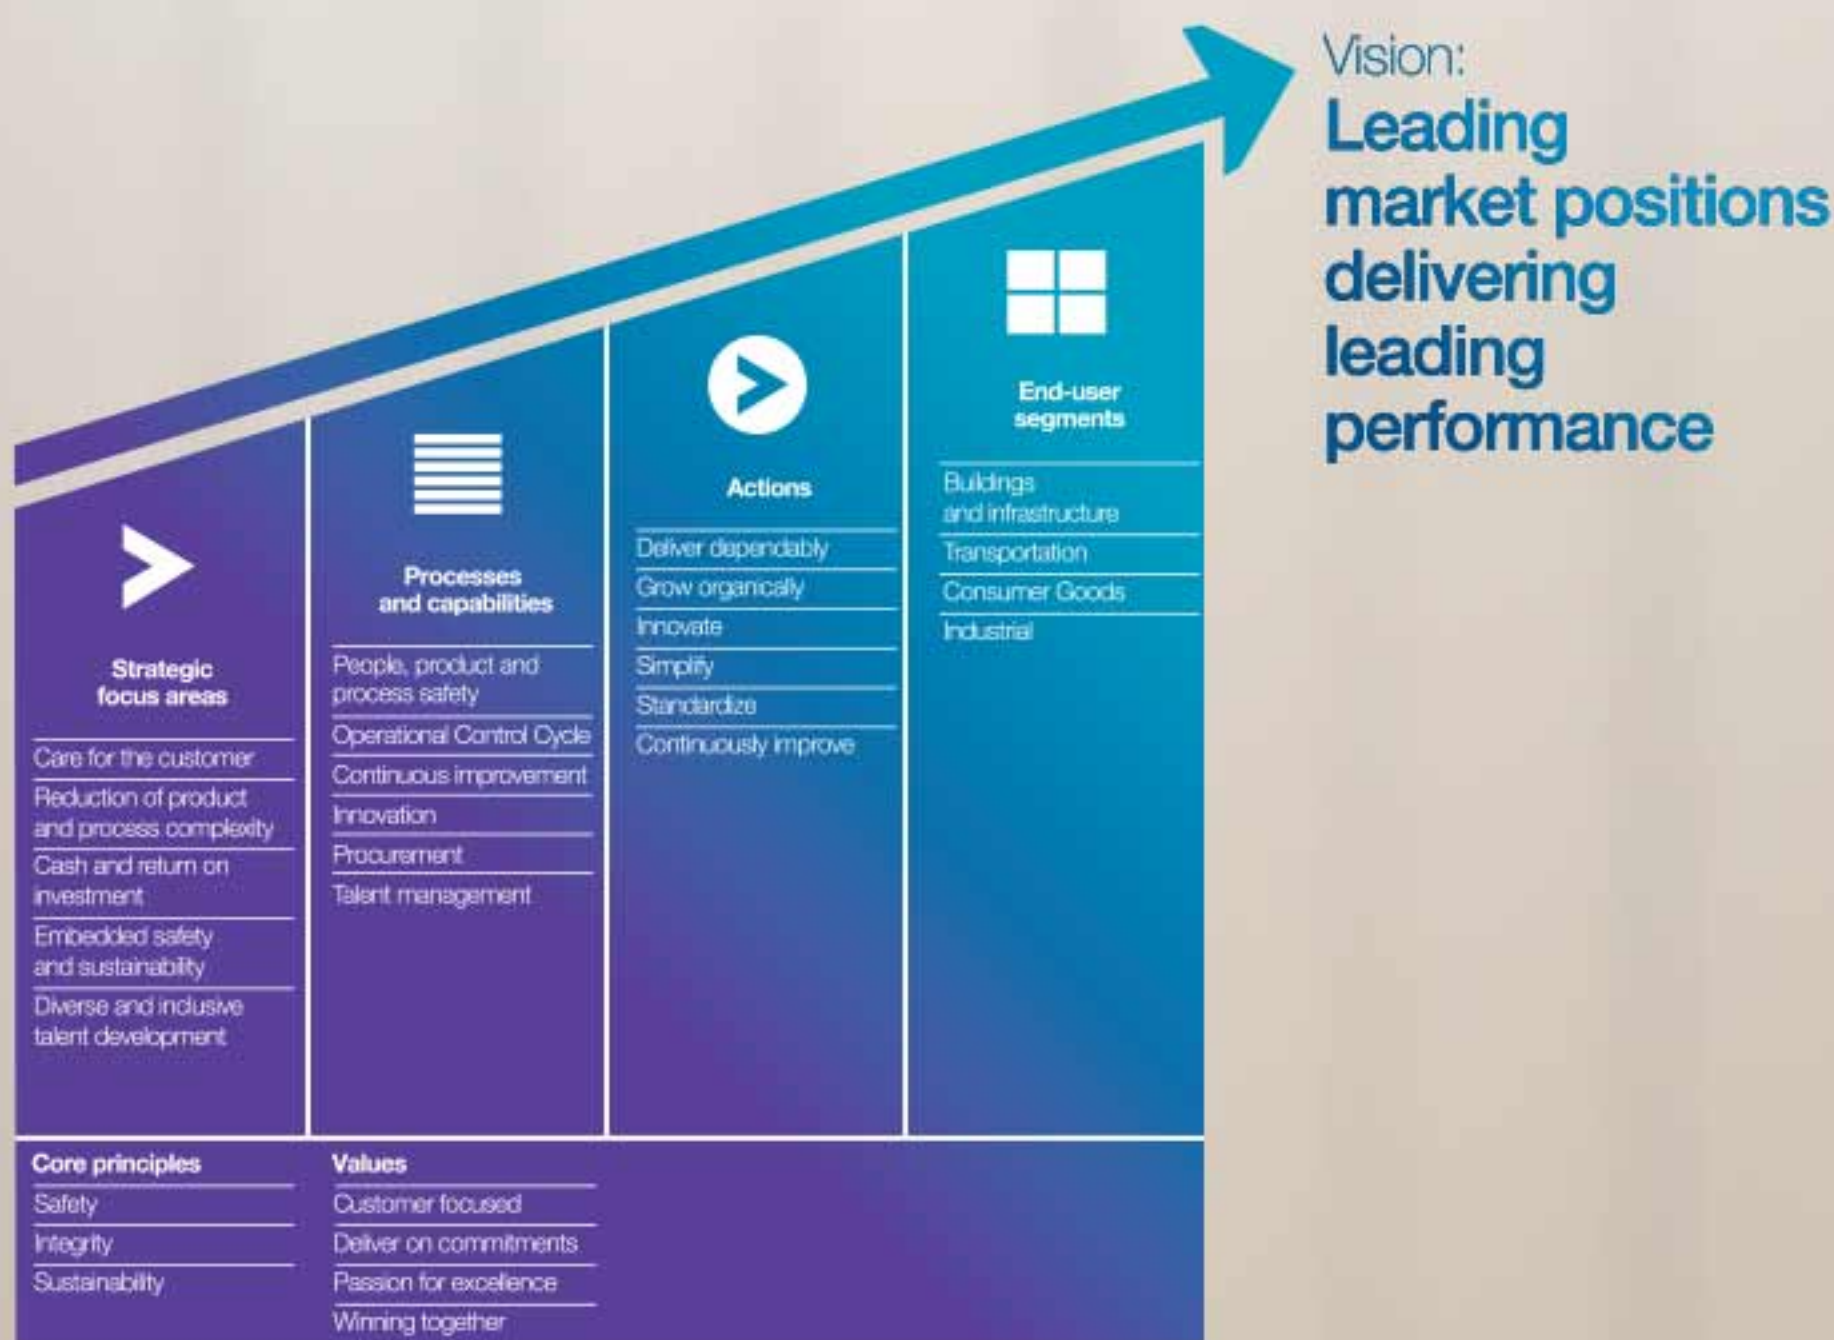 Vision:
Leading
market positions
delivering
leading
performance
Strategic
focus areas
Care for the customer
Reduction of product
and process complexity
Cash and return on
investment
Embedded safety
and sustainability
Diverse and inclusive
talent development
Processes
and capabilities
People, product and
process safety
Operational Control Cycle
Continuous improvement
Innovation
Procurement
Talent management
Actions
Deliver dependably
Grow organically
Innovate
Simplify
Standardize
Continuously improve
End-user
segments
Buildings
and infrastructure
Transportation
Consumer Goods
Industrial
Core principles
Safety
Integrity
Sustainability
Values
Customer focused
Deliver on commitments
Passion for excellence
Winning together